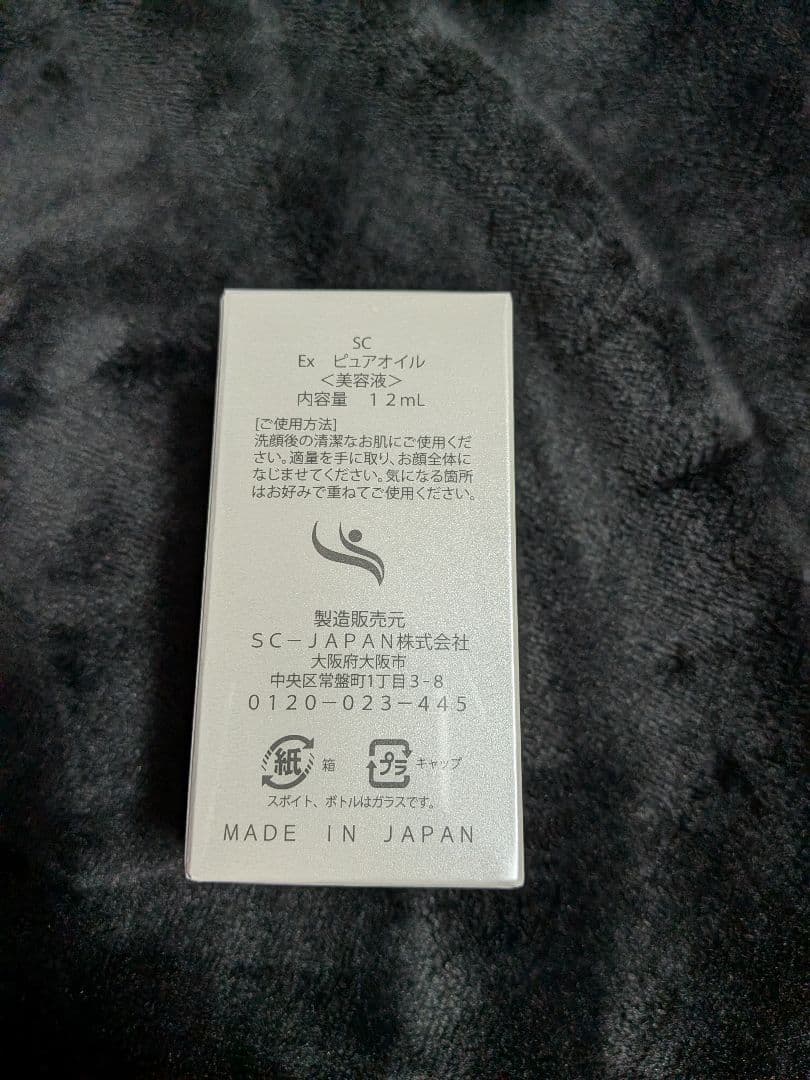 SC
Ex　ピュアオイル
＜美容液＞
内容量　１２mL
[ご使用方法]
洗顔後の清潔なお肌にご使用くだ
さい。適量を手に取り、お顔全体に
なじませてください。気になる箇所
はお好みで重ねてご使用ください。
製造販売元
ＳＣ－ＪＡＰＡＮ株式会社
大阪府大阪市
中央区常盤町1丁目３-８
０１２０－０２３－４４５
紙 箱 プラ キャップ
スポイト、ボトルはガラスです。
ＭＡＤＥ　ＩＮ　ＪＡＰＡＮ